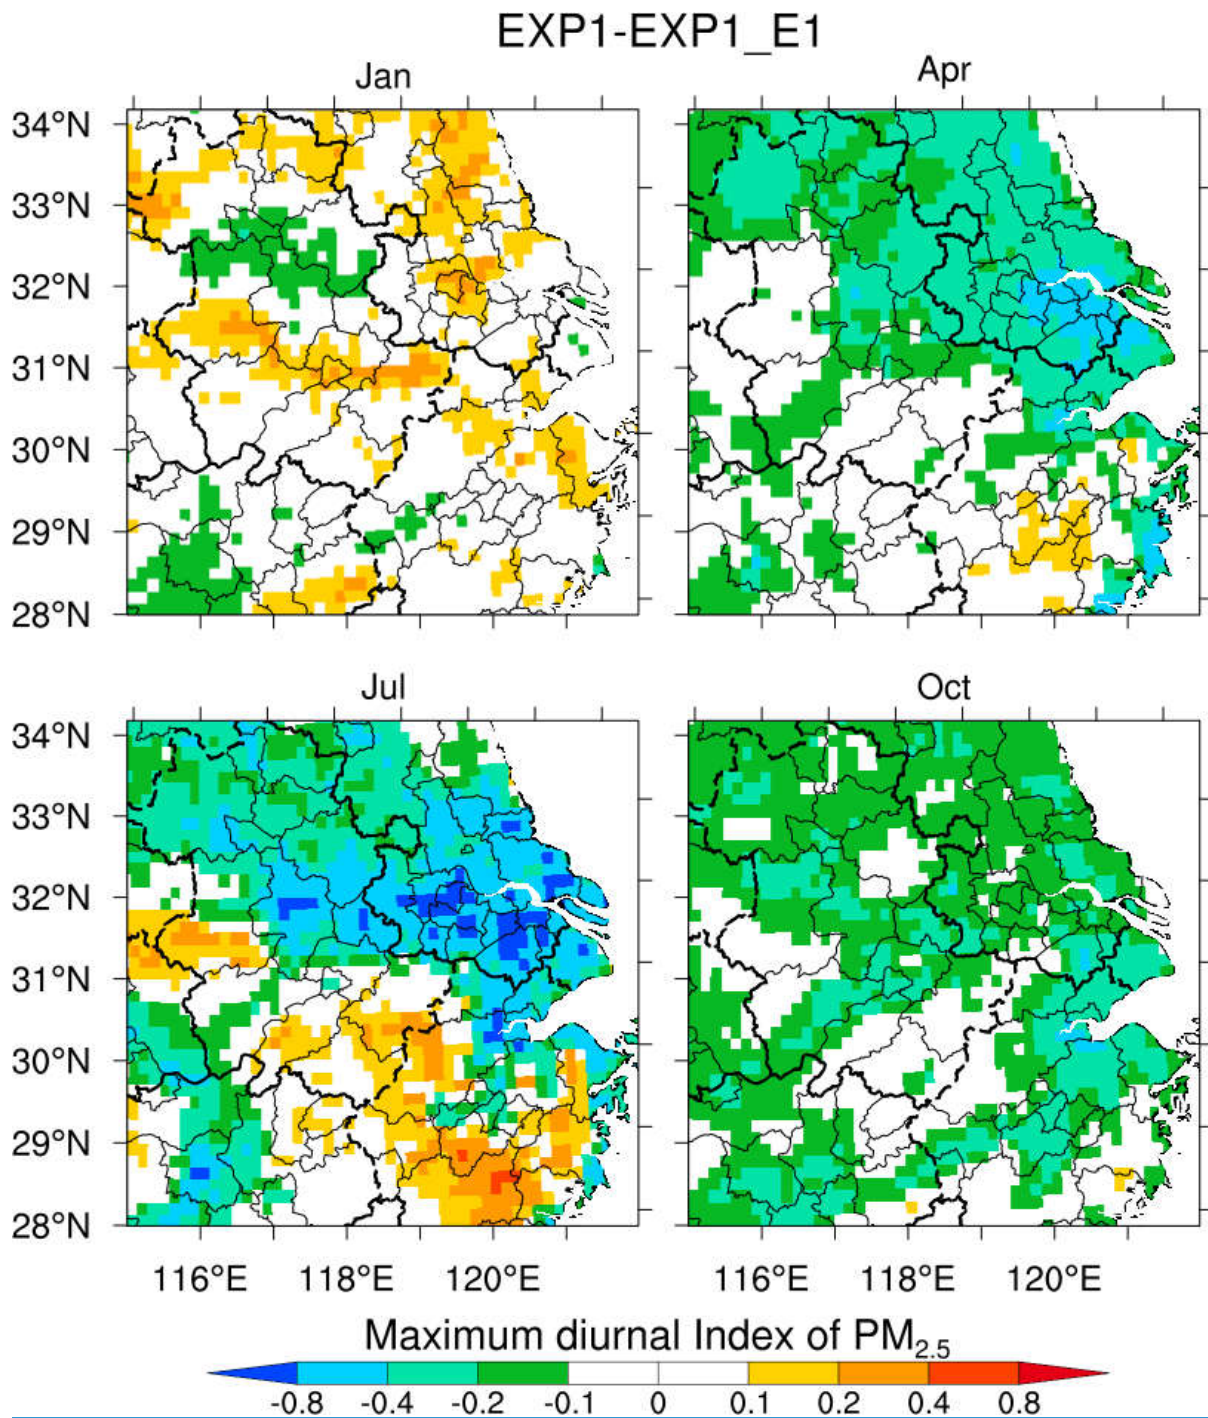 EXP1-EXP1_E1
Jan
Apr
34°N
33°N
32°N
31°N
30°N
29°N
28°N
Jul
Oct
34°N
33°N
32°N
31°N
30°N
29°N
28°N
116°E 118°E 120°E 116°E 118°E 120°E
Maximum diurnal Index of PM2.5
-0.8 -0.4 -0.2 -0.1 0 0.1 0.2 0.4 0.8